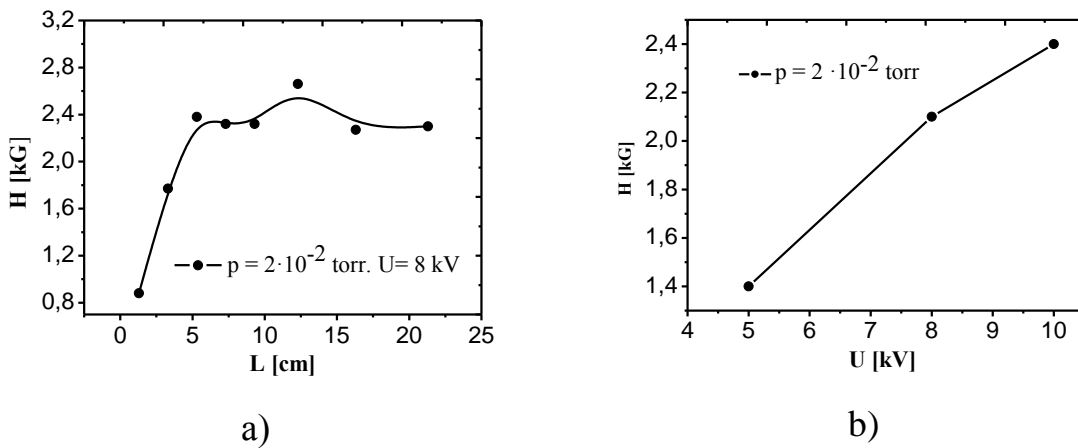 3,2
2,8
2,4
2,0
1,6
1,2
0,8
H [kG]
p = 2·10⁻² torr. U= 8 kV
0 5 10 15 20 25
L [cm]
a)
2,4
2,2
2,0
1,8
1,6
1,4
H [kG]
p = 2 ·10⁻² torr
4 5 6 7 8 9 10
U [kV]
b)